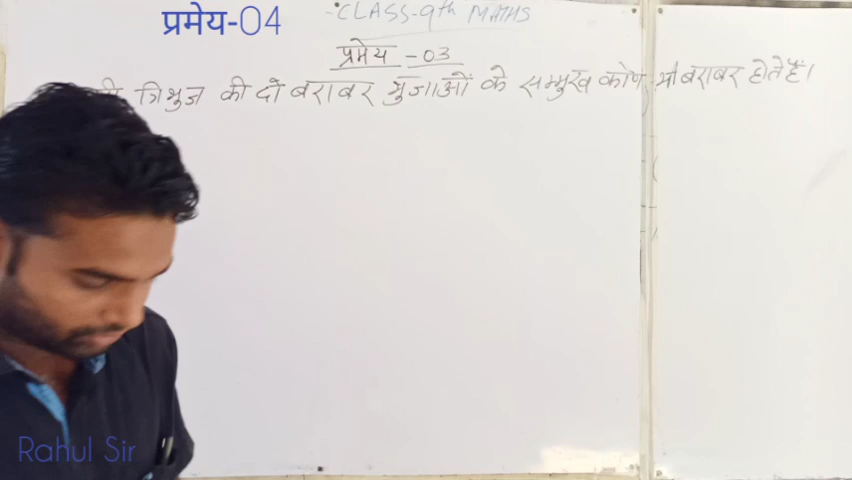 प्रमेय-04
CLASS-9th MATHS
प्रमेय - 03
त्रिभुज की दो बराबर भुजाओं के सम्मुख कोण भी बराबर होते हैं।
Rahul Sir